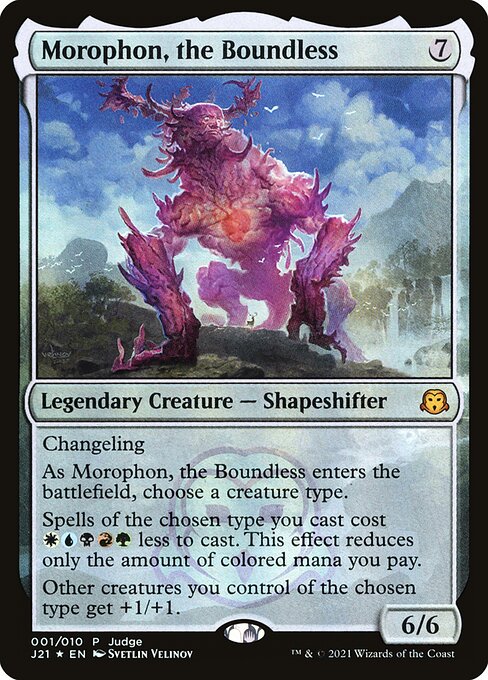 Morophon, the Boundless 7
Legendary Creature — Shapeshifter
Changeling
As Morophon, the Boundless enters the
battlefield, choose a creature type.
Spells of the chosen type you cast cost
less to cast. This effect reduces
only the amount of colored mana you pay.
Other creatures you control of the chosen
type get +1/+1.
6/6
001/010 P Judge
J21 ★ EN Svetlin Velinov
™ & © 2021 Wizards of the Coast